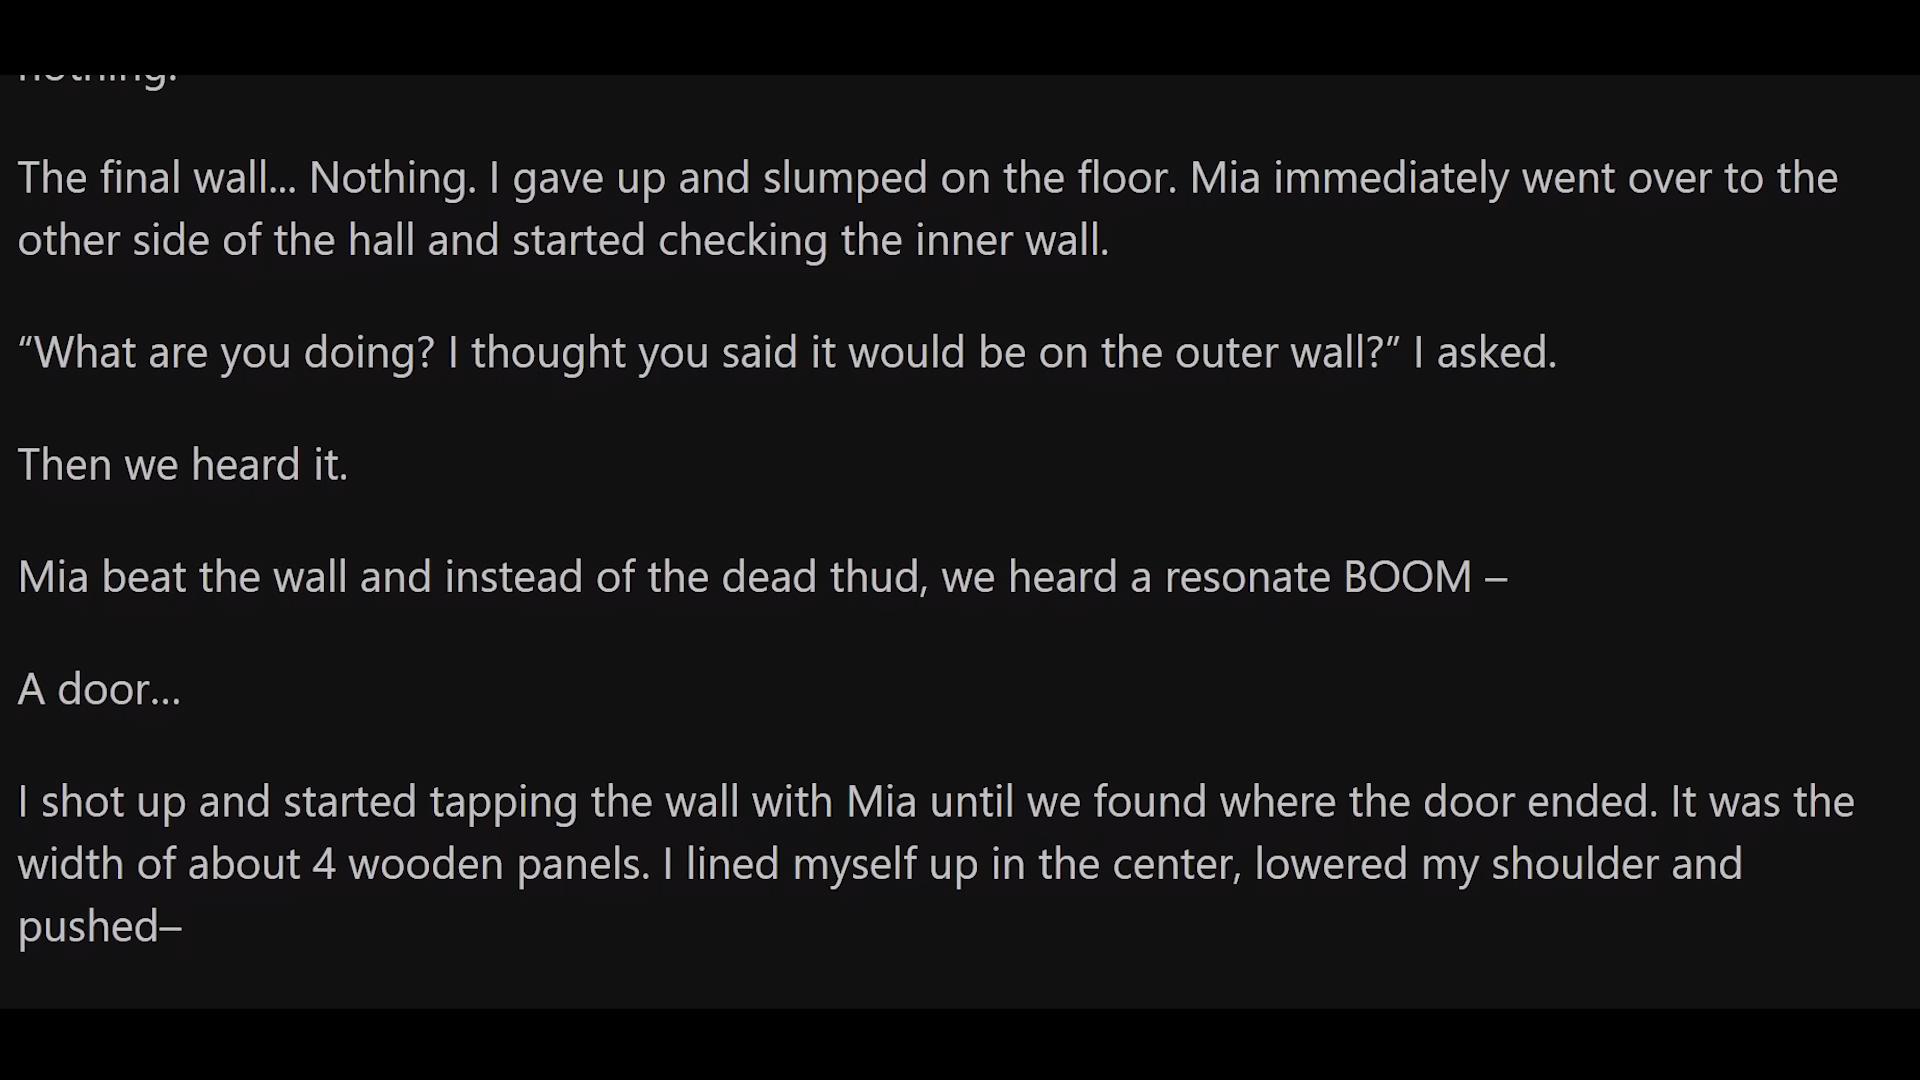 nothing.
The final wall... Nothing. I gave up and slumped on the floor. Mia immediately went over to the
other side of the hall and started checking the inner wall.
“What are you doing? I thought you said it would be on the outer wall?” I asked.
Then we heard it.
Mia beat the wall and instead of the dead thud, we heard a resonate BOOM –
A door...
I shot up and started tapping the wall with Mia until we found where the door ended. It was the
width of about 4 wooden panels. I lined myself up in the center, lowered my shoulder and
pushed–